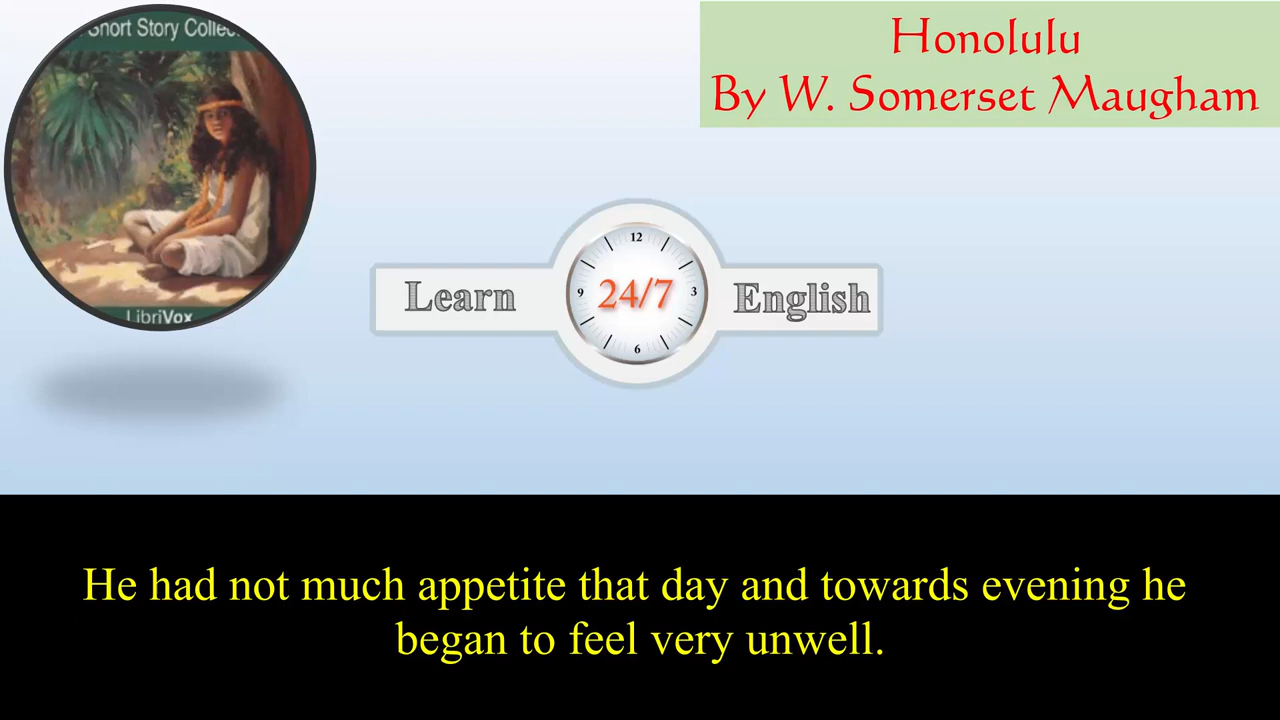 Short Story Collec
Honolulu
By W. Somerset Maugham
LibriVox
Learn 24/7 English
12
3
6
9
He had not much appetite that day and towards evening he
began to feel very unwell.